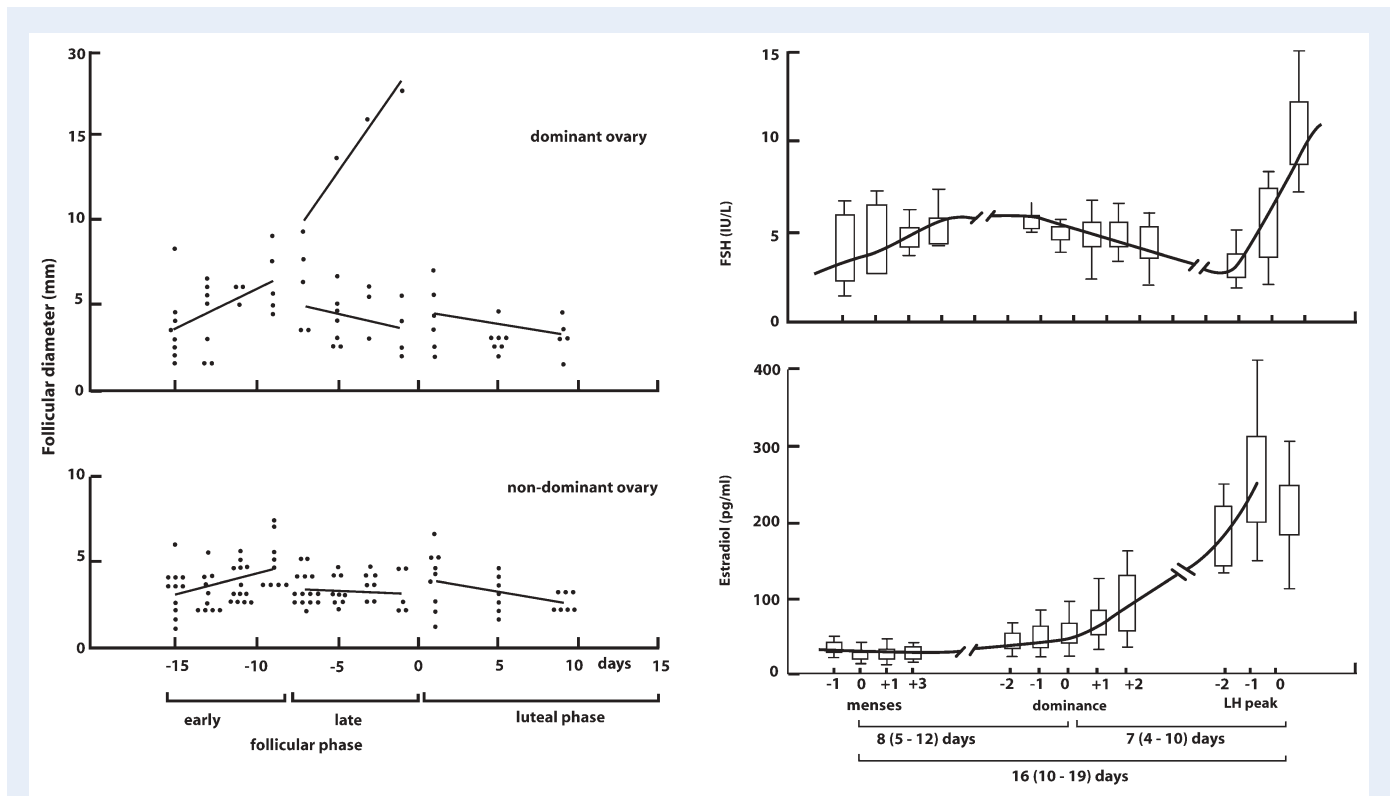 30
15
10
5
0
dominant ovary
Follicular diameter (mm)
10
5
0
non-dominant ovary
-15 -10 -5 0 5 10 days 15
early late luteal phase
follicular phase
15
10
5
0
FSH (IU/L)
400
300
200
100
0
Estradiol (pg/ml)
-1 0 +1 +3 -2 -1 0 +1 +2 -2 -1 0
menses dominance LH peak
8 (5 - 12) days 7 (4 - 10) days
16 (10 - 19) days